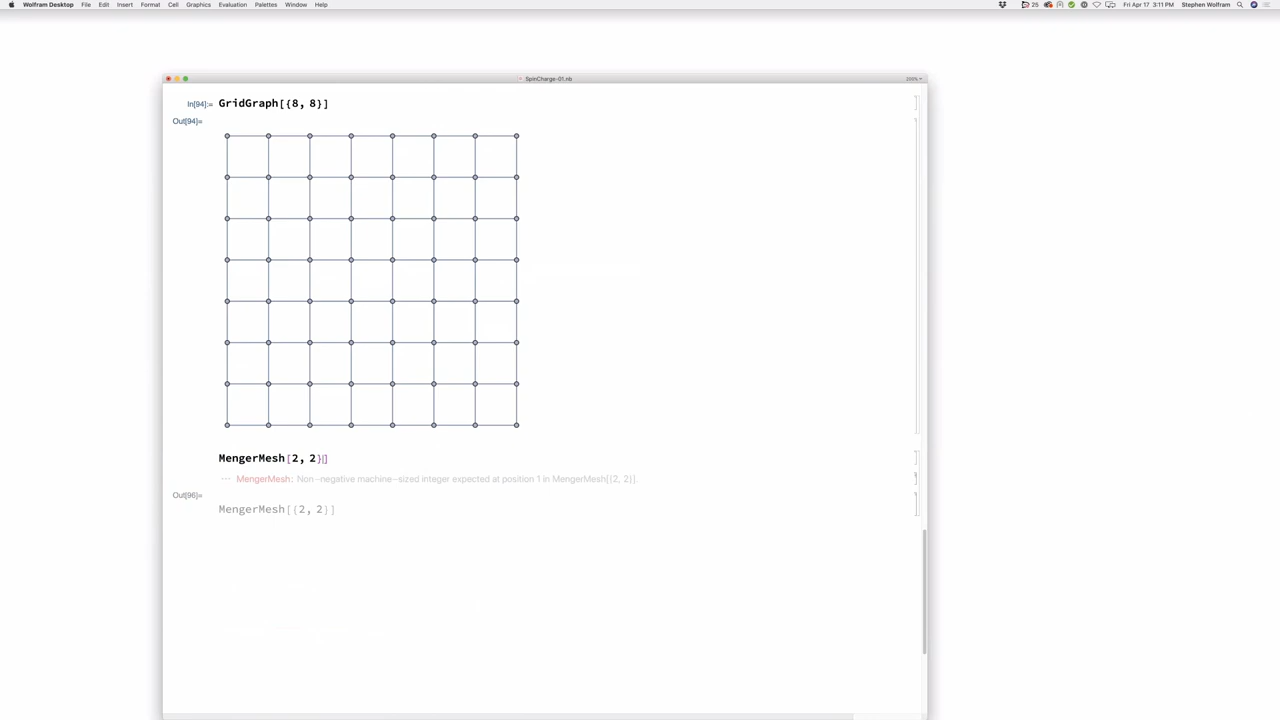 Wolfram Desktop File Edit Insert Format Cell Graphics Evaluation Palettes Window Help 25 Fri Apr 17 3:11 PM Stephen Wolfram
SpinCharge-01.nb 200%
In[94]:= GridGraph[{8, 8}]
Out[94]=
MengerMesh[2, 2}]
··· MengerMesh: Non-negative machine-sized integer expected at position 1 in MengerMesh[{2, 2}].
Out[96]=
MengerMesh[{2, 2}]